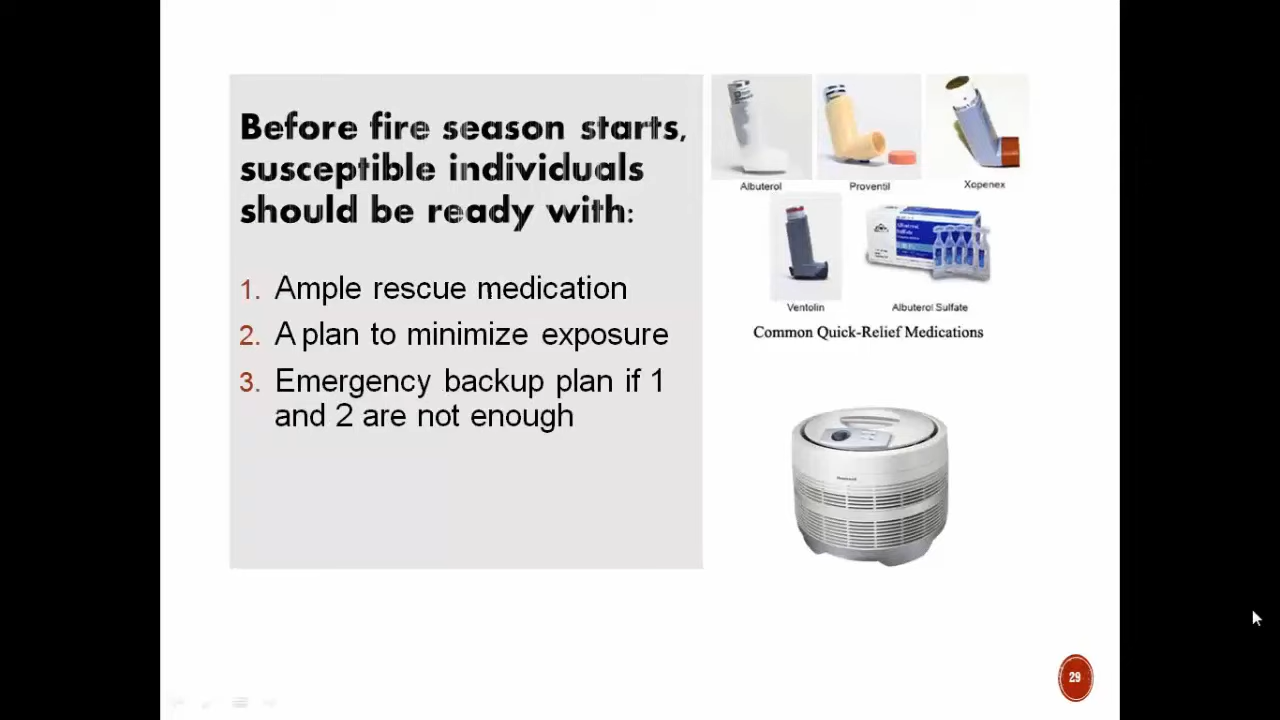 Before fire season starts,
susceptible individuals
should be ready with:
1. Ample rescue medication
2. A plan to minimize exposure
3. Emergency backup plan if 1
and 2 are not enough
Albuterol
Proventil
Xopenex
Ventolin
Albuterol Sulfate
Common Quick-Relief Medications
29